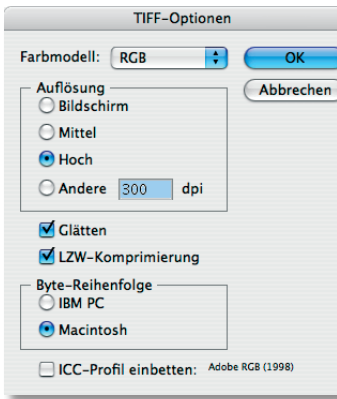 TIFF-Optionen
Farbmodell: RGB
OK
Abbrechen
Auflösung
Bildschirm
Mittel
Hoch
Andere 300 dpi
Glätten
LZW-Komprimierung
Byte-Reihenfolge
IBM PC
Macintosh
ICC-Profil einbetten: Adobe RGB (1998)